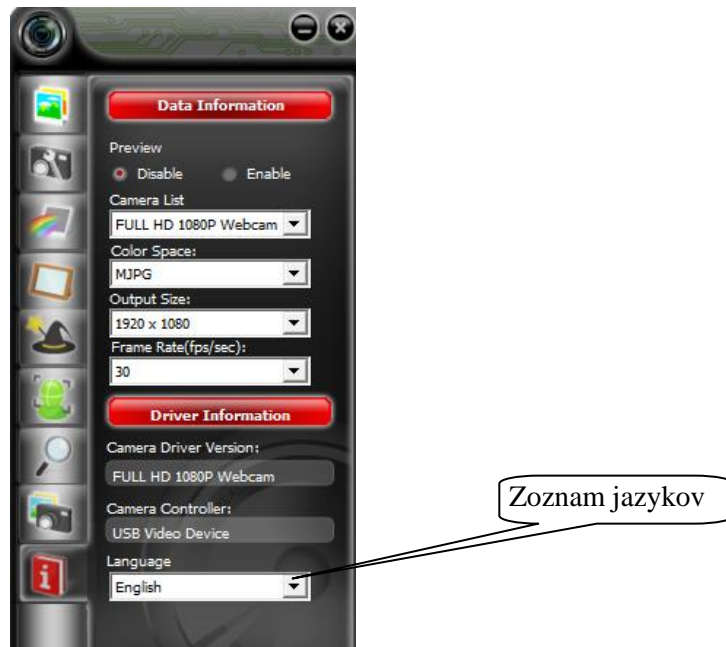 Data Information
Preview
Disable Enable
Camera List
FULL HD 1080P Webcam
Color Space:
MJPG
Output Size:
1920 x 1080
Frame Rate(fps/sec):
30
Driver Information
Camera Driver Version:
FULL HD 1080P Webcam
Camera Controller:
USB Video Device
Language
English
Zoznam jazykov